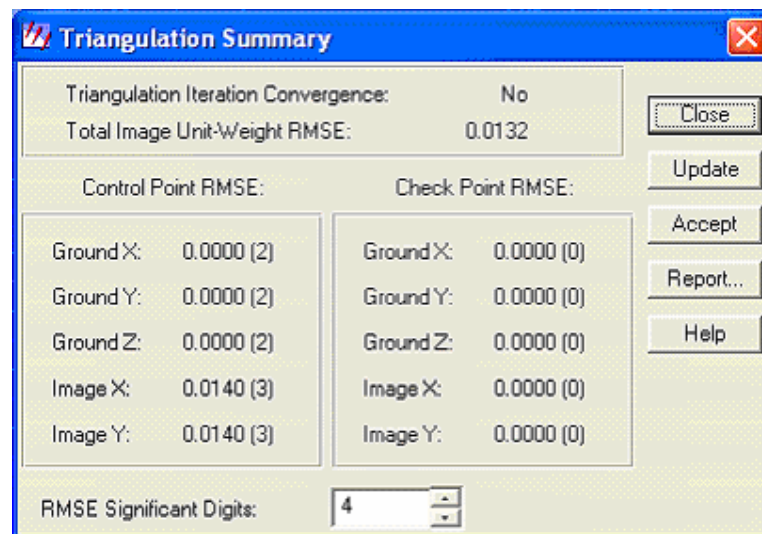 Triangulation Summary
Triangulation Iteration Convergence: No
Total Image Unit-Weight RMSE: 0.0132
Close
Update
Accept
Report...
Help
Control Point RMSE:
Ground X: 0.0000 (2)
Ground Y: 0.0000 (2)
Ground Z: 0.0000 (2)
Image X: 0.0140 (3)
Image Y: 0.0140 (3)
Check Point RMSE:
Ground X: 0.0000 (0)
Ground Y: 0.0000 (0)
Ground Z: 0.0000 (0)
Image X: 0.0000 (0)
Image Y: 0.0000 (0)
RMSE Significant Digits: 4